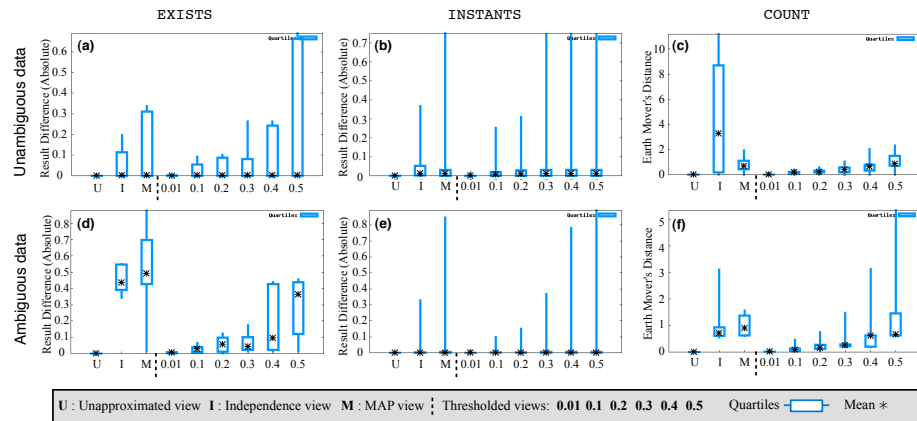 EXISTS INSTANTS COUNT
Unambiguous data
(a)
Quartiles
Result Difference (Absolute)
0.6
0.5
0.4
0.3
0.2
0.1
0
U I M 0.01 0.1 0.2 0.3 0.4 0.5
(b)
Quartiles
Result Difference (Absolute)
0.7
0.6
0.5
0.4
0.3
0.2
0.1
0
U I M 0.01 0.1 0.2 0.3 0.4 0.5
(c)
Quartiles
Earth Mover's Distance
10
8
6
4
2
0
U I M 0.01 0.1 0.2 0.3 0.4 0.5
Ambiguous data
(d)
Quartiles
Result Difference (Absolute)
0.8
0.7
0.6
0.5
0.4
0.3
0.2
0.1
0
U I M 0.01 0.1 0.2 0.3 0.4 0.5
(e)
Quartiles
Result Difference (Absolute)
0.8
0.7
0.6
0.5
0.4
0.3
0.2
0.1
0
U I M 0.01 0.1 0.2 0.3 0.4 0.5
(f)
Quartiles
Earth Mover's Distance
5
4
3
2
1
0
U I M 0.01 0.1 0.2 0.3 0.4 0.5
U : Unapproximated view I : Independence view M : MAP view Thresholded views: 0.01 0.1 0.2 0.3 0.4 0.5 Quartiles Mean *